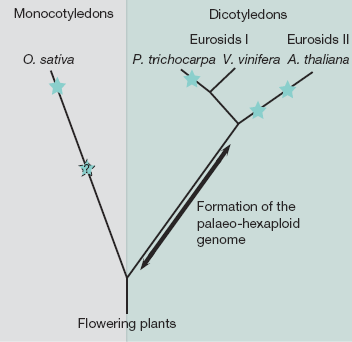 Monocotyledons
Dicotyledons
Eurosids I
Eurosids II
O. sativa
P. trichocarpa
V. vinifera
A. thaliana
?
Formation of the
palaeo-hexaploid
genome
Flowering plants